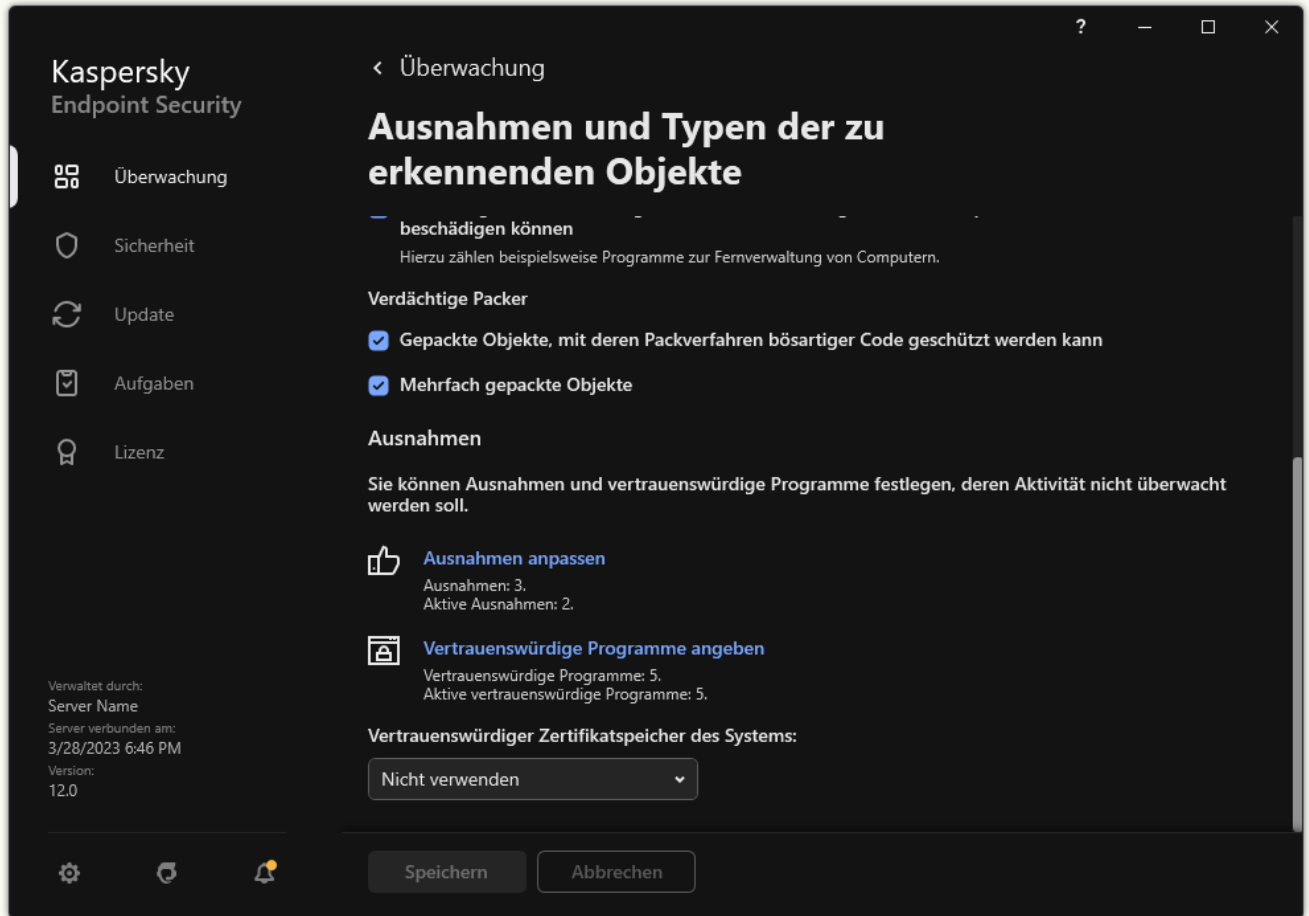 ?
Kaspersky
Endpoint Security
Überwachung
Sicherheit
Update
Aufgaben
Lizenz
Verwaltet durch:
Server Name
Server verbunden am:
3/28/2023 6:46 PM
Version:
12.0
Überwachung
Ausnahmen und Typen der zu
erkennenden Objekte
beschädigen können
Hierzu zählen beispielsweise Programme zur Fernverwaltung von Computern.
Verdächtige Packer
Gepackte Objekte, mit deren Packverfahren bösartiger Code geschützt werden kann
Mehrfach gepackte Objekte
Ausnahmen
Sie können Ausnahmen und vertrauenswürdige Programme festlegen, deren Aktivität nicht überwacht
werden soll.
Ausnahmen anpassen
Ausnahmen: 3.
Aktive Ausnahmen: 2.
Vertrauenswürdige Programme angeben
Vertrauenswürdige Programme: 5.
Aktive vertrauenswürdige Programme: 5.
Vertrauenswürdiger Zertifikatspeicher des Systems:
Nicht verwenden
Speichern
Abbrechen